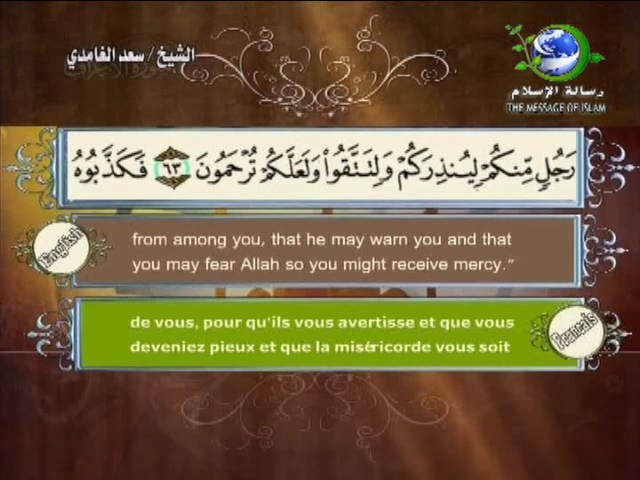 الشيخ / سعد الغامدي
رسالة الإسلام
THE MESSAGE OF ISLAM
رَجُلٍ مِّنكُمْ لِيُنذِرَكُمْ وَلِتَتَّقُوا۟ وَلَعَلَّكُمْ تُرْحَمُونَ ٦٣ فَكَذَّبُوهُ
English
from among you, that he may warn you and that
you may fear Allah so you might receive mercy."
Français
de vous, pour qu'ils vous avertisse et que vous
deveniez pieux et que la miséricorde vous soit